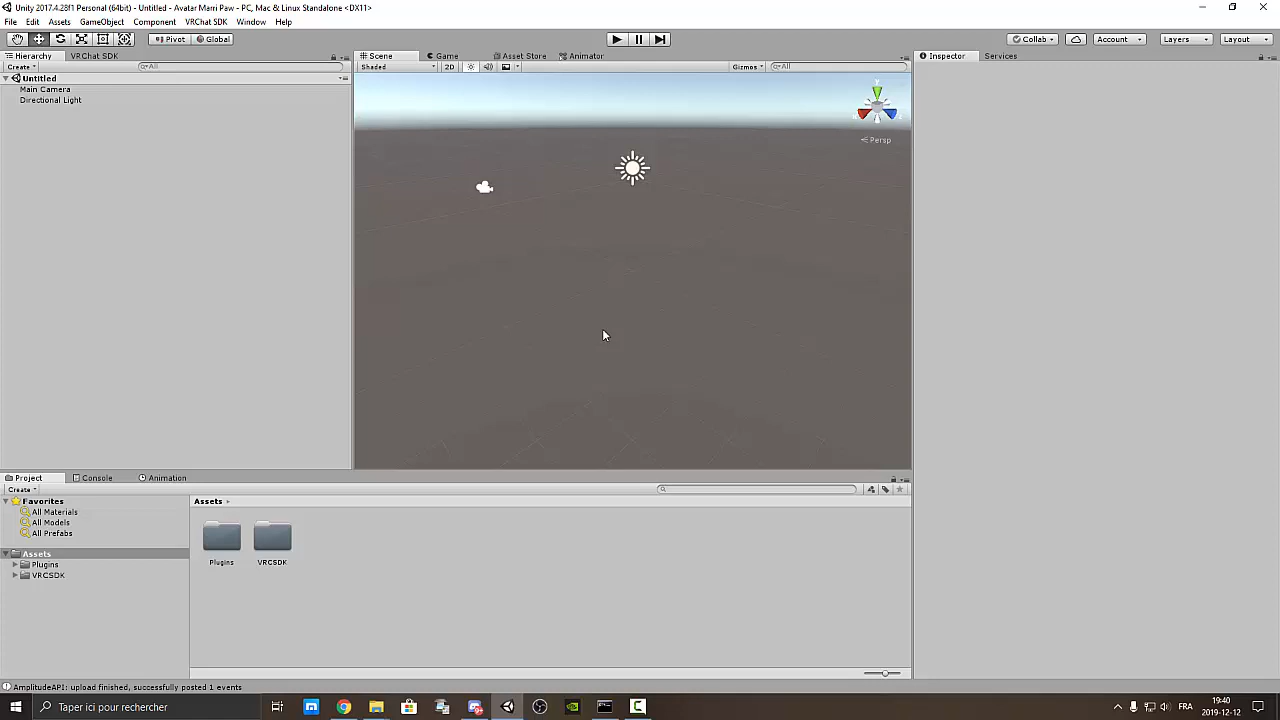 Unity 2017.4.28f1 Personal (64bit) - Untitled - Avatar Marri Paw - PC, Mac & Linux Standalone <DX11>
File Edit Assets GameObject Component VRChat SDK Window Help
Pivot Global Collab Account Layers Layout
Hierarchy VRChat SDK Scene Game Asset Store Animator Inspector Services
Create All Shaded 2D Gizmos All
Untitled
Main Camera
Directional Light
y
Persp
Project Console Animation
Create
Favorites
All Materials
All Models
All Prefabs
Assets
Plugins
VRCSDK
Assets
Plugins VRCSDK
AmplitudeAPI: upload finished, successfully posted 1 events
Taper ici pour rechercher
FRA
19:40
2019-12-12